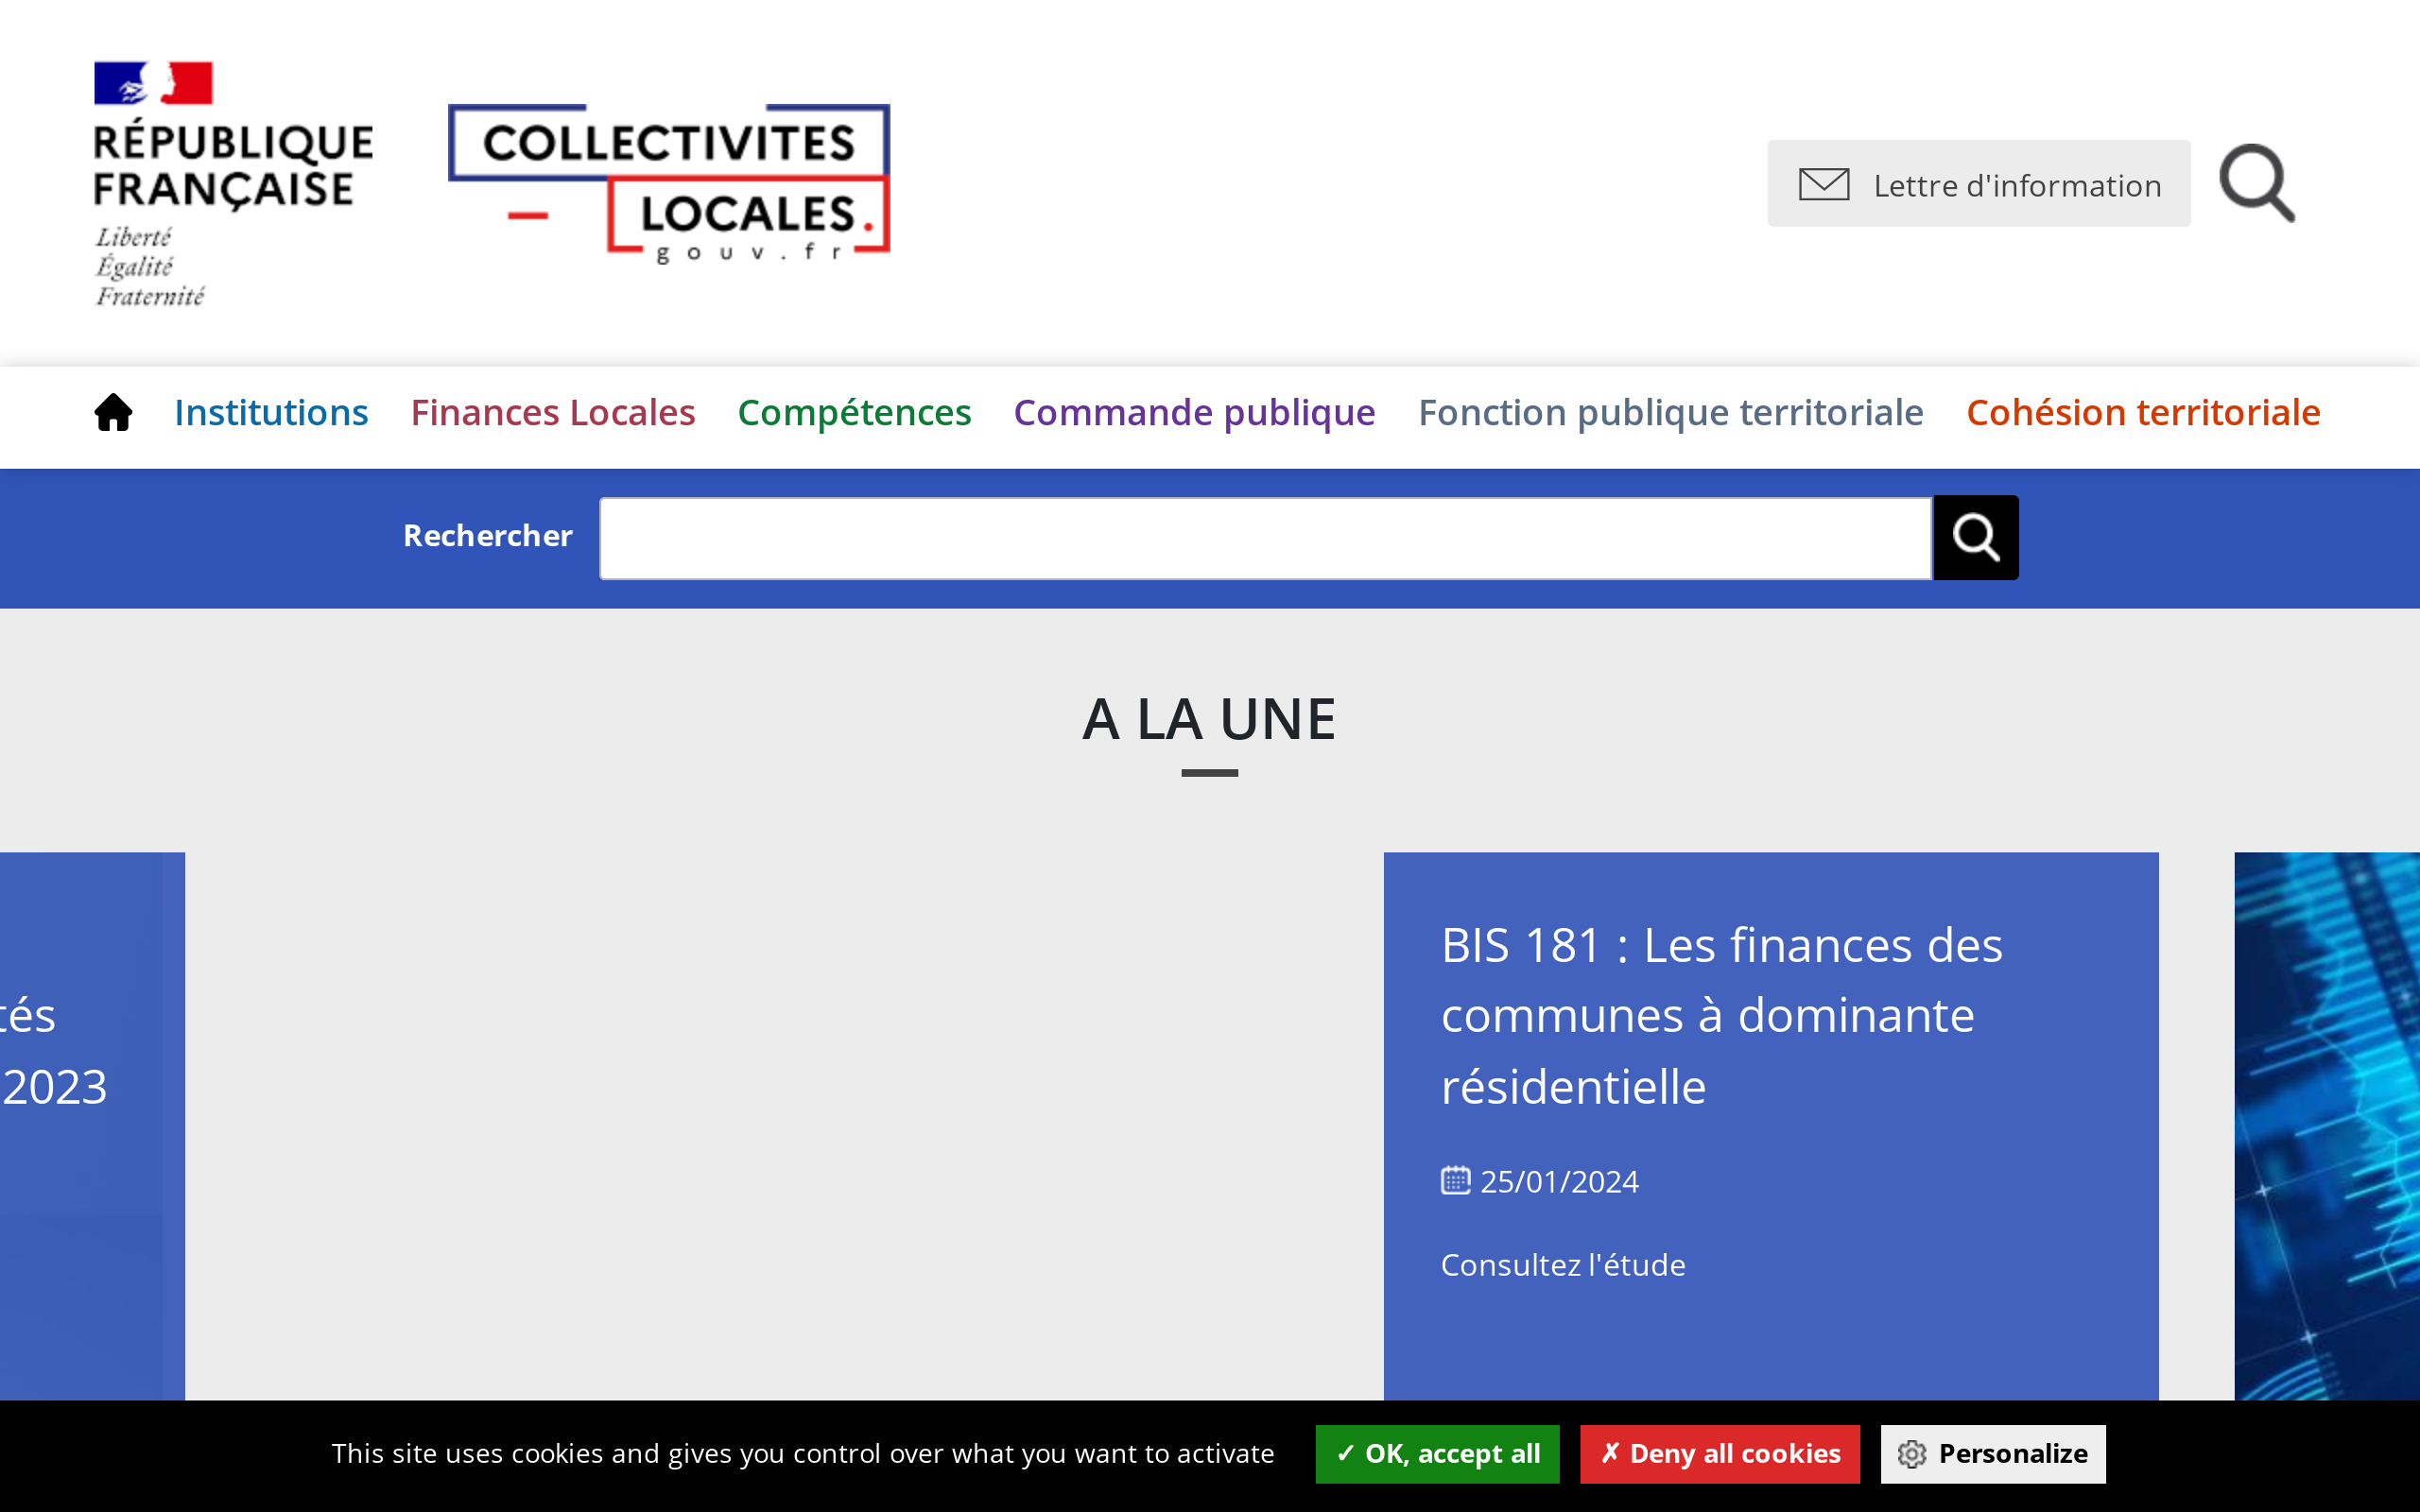 RÉPUBLIQUE
FRANÇAISE
Liberté
Égalité
Fraternité
COLLECTIVITES
LOCALES.
gouv.fr
Lettre d'information
Institutions Finances Locales Compétences Commande publique Fonction publique territoriale Cohésion territoriale
Rechercher
A LA UNE
2023
BIS 181 : Les finances des
communes à dominante
résidentielle
25/01/2024
Consultez l'étude
This site uses cookies and gives you control over what you want to activate
✓ OK, accept all
✗ Deny all cookies
Personalize